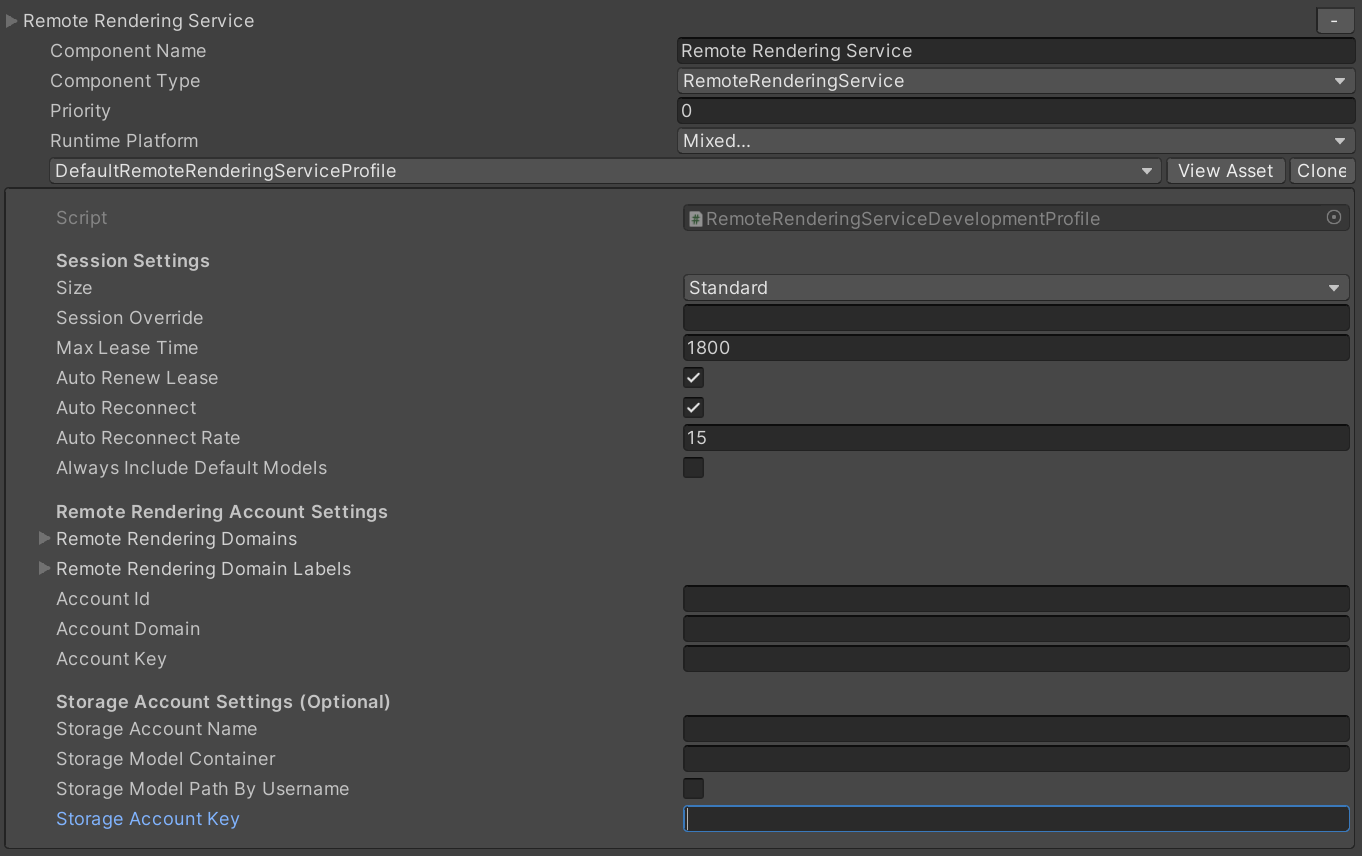 Remote Rendering Service -
Component Name Remote Rendering Service
Component Type RemoteRenderingService
Priority 0
Runtime Platform Mixed...
DefaultRemoteRenderingServiceProfile View Asset Clone
Script # RemoteRenderingServiceDevelopmentProfile
Session Settings
Size Standard
Session Override
Max Lease Time 1800
Auto Renew Lease
Auto Reconnect
Auto Reconnect Rate 15
Always Include Default Models
Remote Rendering Account Settings
Remote Rendering Domains
Remote Rendering Domain Labels
Account Id
Account Domain
Account Key
Storage Account Settings (Optional)
Storage Account Name
Storage Model Container
Storage Model Path By Username
Storage Account Key